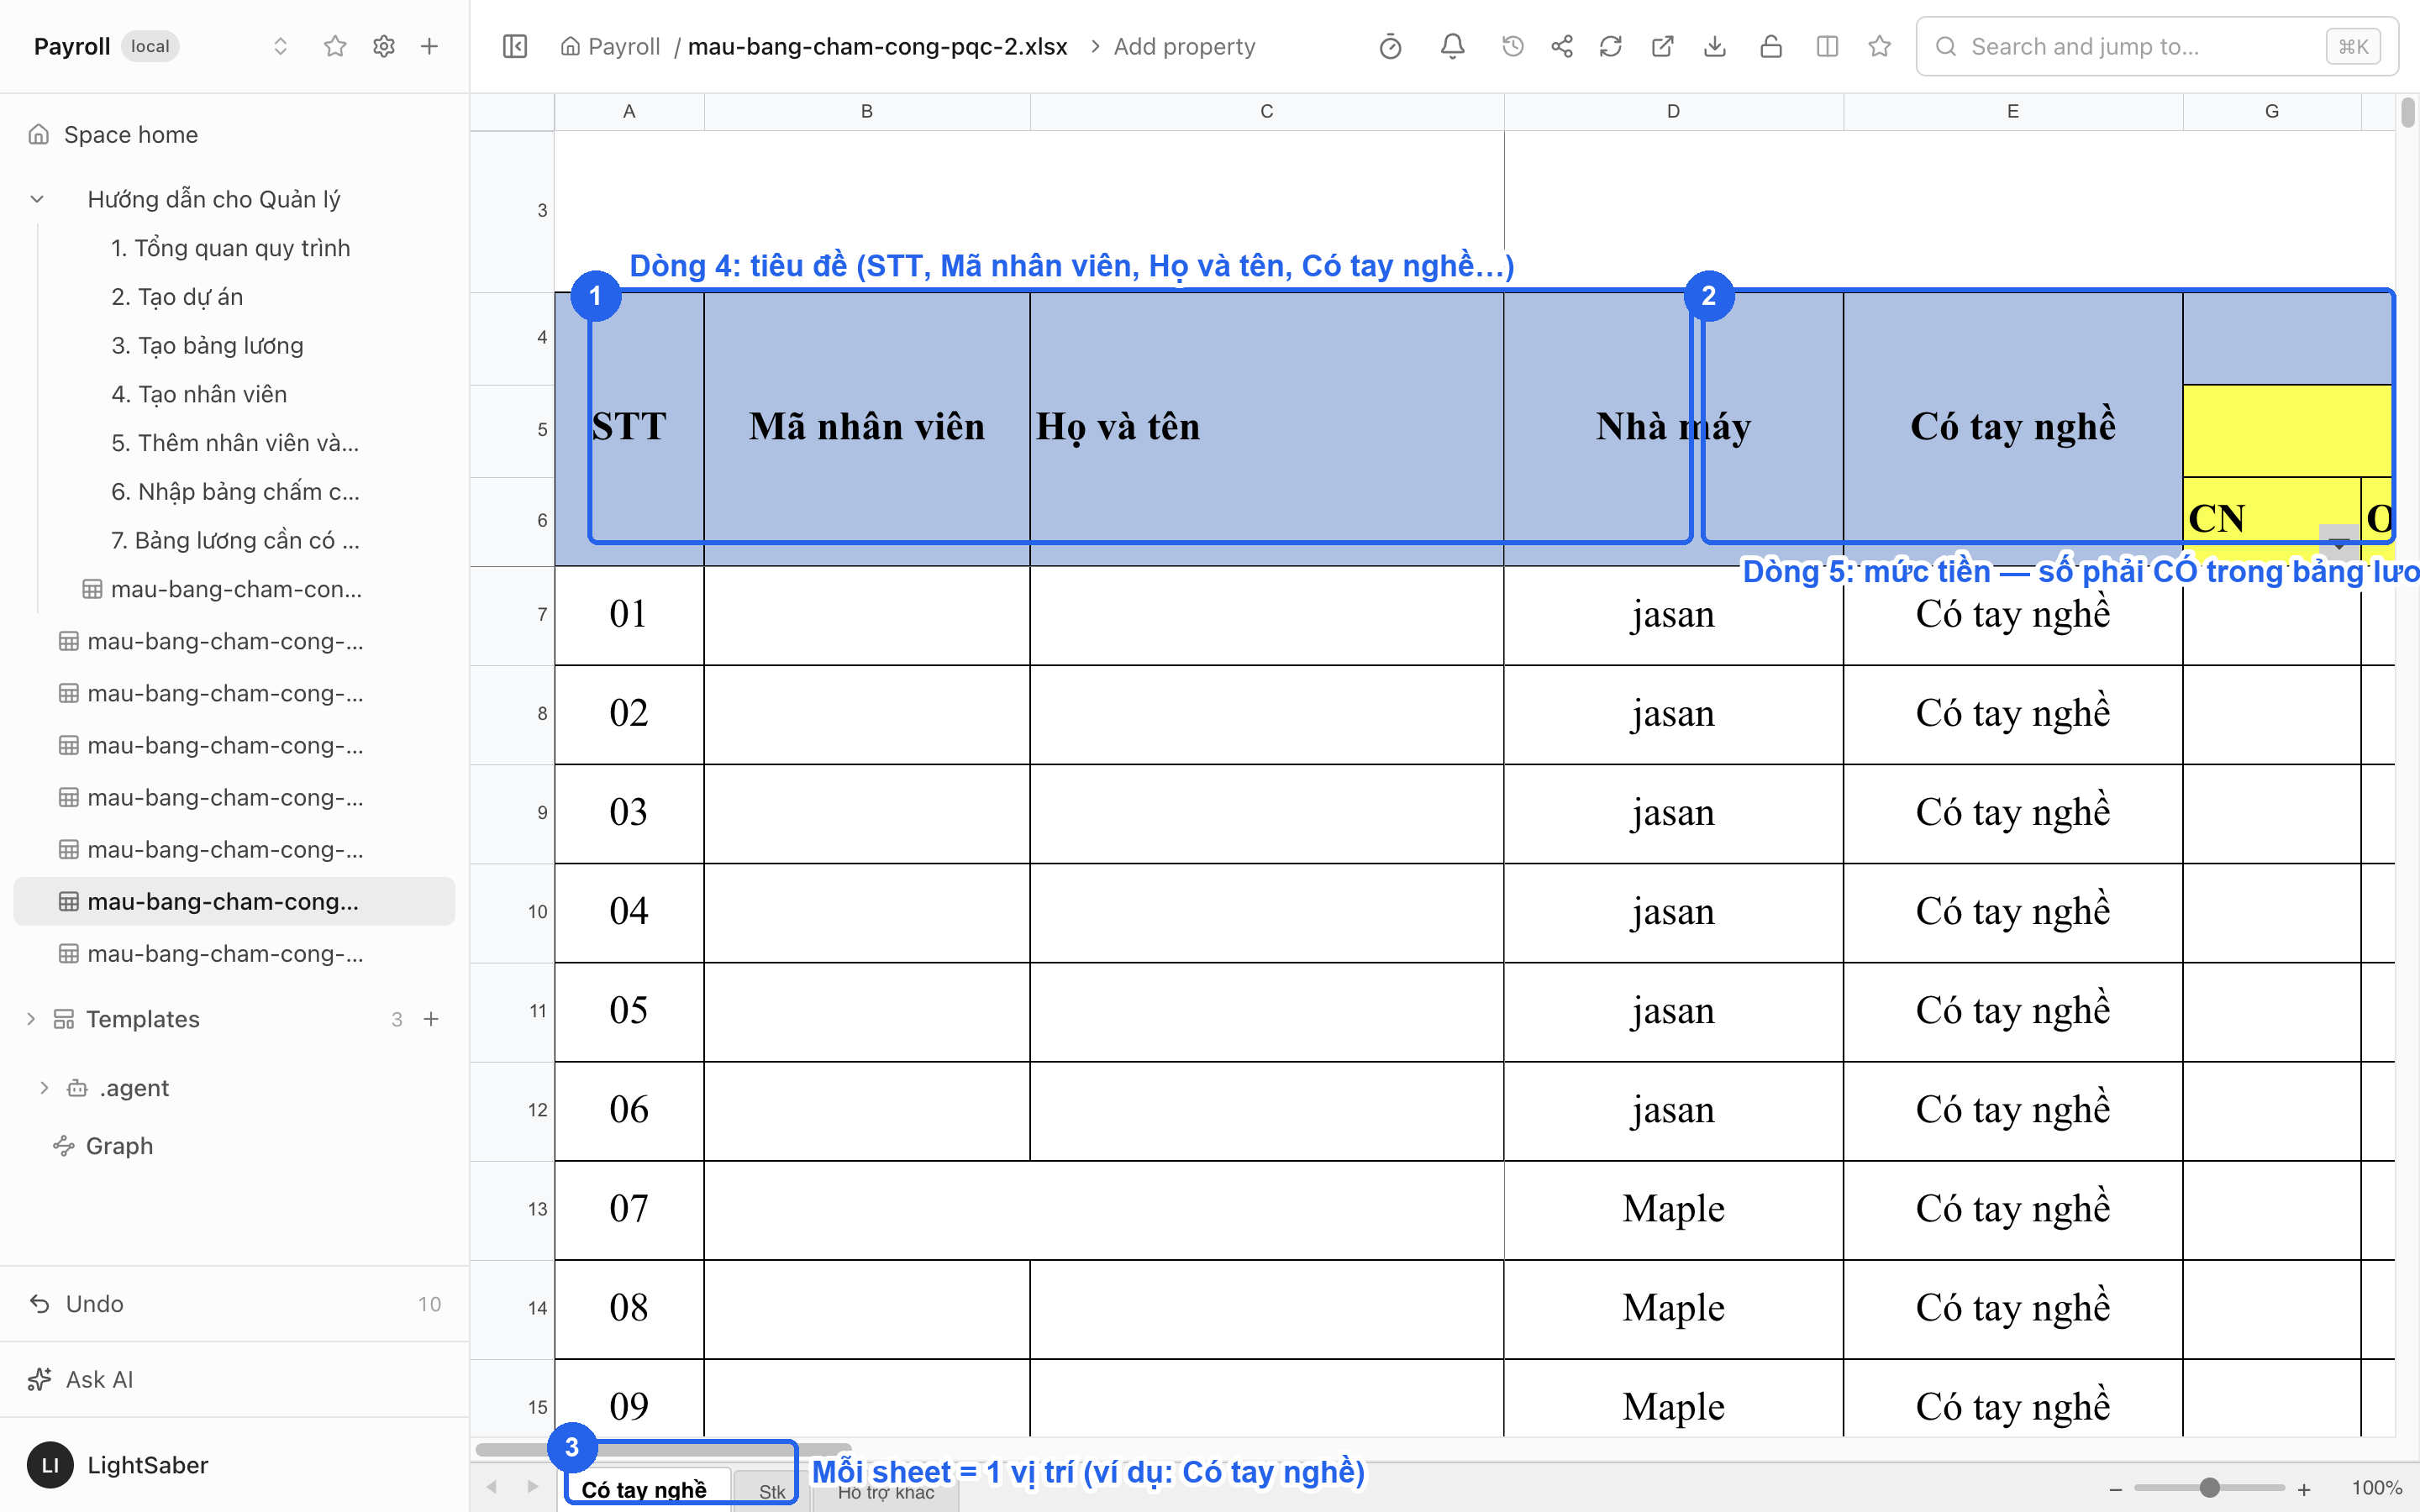 Payroll local
Payroll / mau-bang-cham-cong-pqc-2.xlsx > Add property
Search and jump to... ⌘K
Space home
Hướng dẫn cho Quản lý
1. Tổng quan quy trình
2. Tạo dự án
3. Tạo bảng lương
4. Tạo nhân viên
5. Thêm nhân viên và...
6. Nhập bảng chấm c...
7. Bảng lương cần có ...
mau-bang-cham-con...
mau-bang-cham-cong-...
mau-bang-cham-cong-...
mau-bang-cham-cong-...
mau-bang-cham-cong-...
mau-bang-cham-cong-...
mau-bang-cham-cong...
mau-bang-cham-cong-...
Templates 3
.agent
Graph
Undo 10
Ask AI
LI LightSaber
A B C D E G
3
Dòng 4: tiêu đề (STT, Mã nhân viên, Họ và tên, Có tay nghề...)
1 2
4
5 STT Mã nhân viên Họ và tên Nhà máy Có tay nghề
6 CN
Dòng 5: mức tiền — số phải CÓ trong bảng
7 01 jasan Có tay nghề
8 02 jasan Có tay nghề
9 03 jasan Có tay nghề
10 04 jasan Có tay nghề
11 05 jasan Có tay nghề
12 06 jasan Có tay nghề
13 07 Maple Có tay nghề
14 08 Maple Có tay nghề
15 09 Maple Có tay nghề
3 Mỗi sheet = 1 vị trí (ví dụ: Có tay nghề)
Có tay nghề Stk Hỗ trợ khác
100%